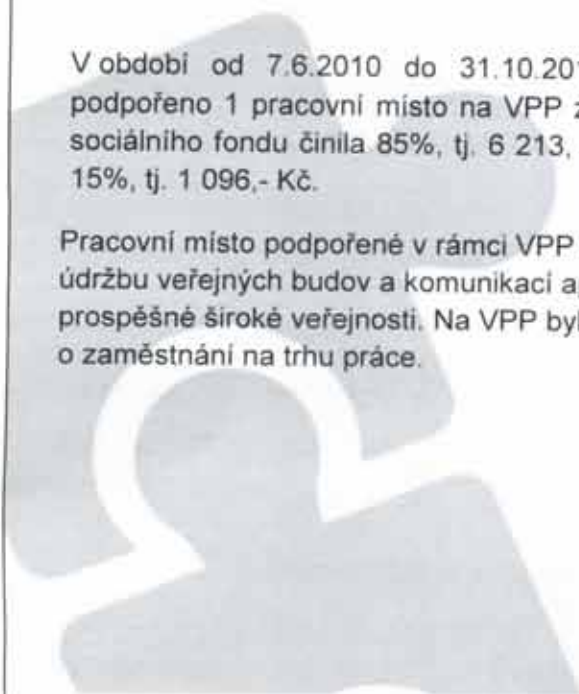 V období od 7.6.2010 do 31.10.201
podpořeno 1 pracovní místo na VPP z
sociálního fondu činila 85%, tj. 6 213,
15%, tj. 1 096,- Kč.
Pracovní místo podpořené v rámci VPP
údržbu veřejných budov a komunikací a
prospěšné široké veřejnosti. Na VPP byl
o zaměstnání na trhu práce.